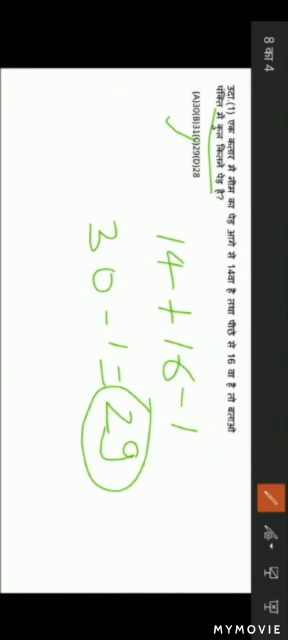 8 का 4
उदा.(1) एक कतार में नीम का पेड़ आगे से 14वा है तथा पीछे से 16 वा है तो बताओ
पंक्ति में कुल कितने पेड़ है?
(A)30(B)31(C)29(D)28
14+16-1
30-1=29
MYMOVIE